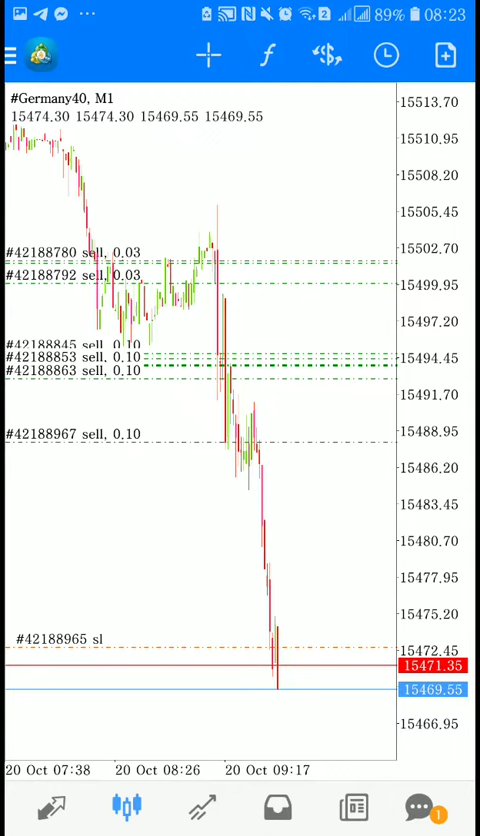 89% 08:23
#Germany40, M1
15474.30 15474.30 15469.55 15469.55
15513.70
15510.95
15508.20
15505.45
15502.70
#42188780 sell, 0.03
15499.95
#42188792 sell, 0.03
15497.20
#42188845 sell, 0.10
15494.45
#42188853 sell, 0.10
#42188863 sell, 0.10
15491.70
15488.95
#42188967 sell, 0.10
15486.20
15483.45
15480.70
15477.95
15475.20
#42188965 sl
15472.45
15471.35
15469.55
15466.95
20 Oct 07:38 20 Oct 08:26 20 Oct 09:17
1